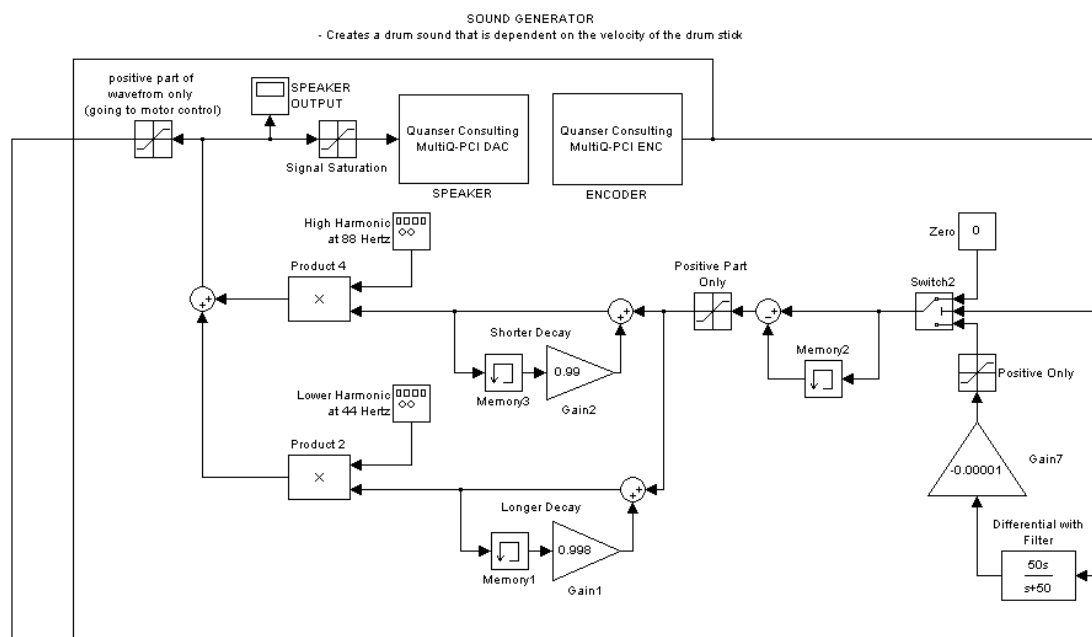 SOUND GENERATOR
- Creates a drum sound that is dependent on the velocity of the drum stick
positive part of
wavefrom only
(going to motor control)
SPEAKER
OUTPUT
Signal Saturation
Quanser Consulting
MultiQ-PCI DAC
SPEAKER
Quanser Consulting
MultiQ-PCI ENC
ENCODER
High Harmonic
at 88 Hertz
Zero
0
Product 4
×
Positive Part
Only
Switch2
Shorter Decay
Memory3
0.99
Gain2
Memory2
Positive Only
Lower Harmonic
at 44 Hertz
Product 2
×
-0.00001
Gain7
Longer Decay
Memory1
0.998
Gain1
Differential with
Filter
50s
s+50